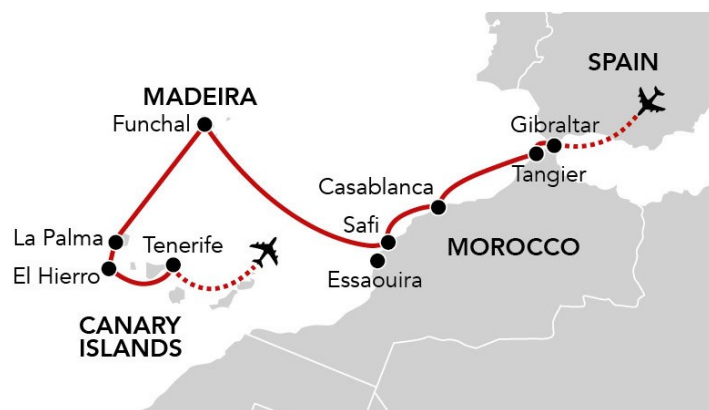 SPAIN
MADEIRA
Funchal
Gibraltar
Tangier
Casablanca
Safi
La Palma
Tenerife
MOROCCO
El Hierro
Essaouira
CANARY
ISLANDS